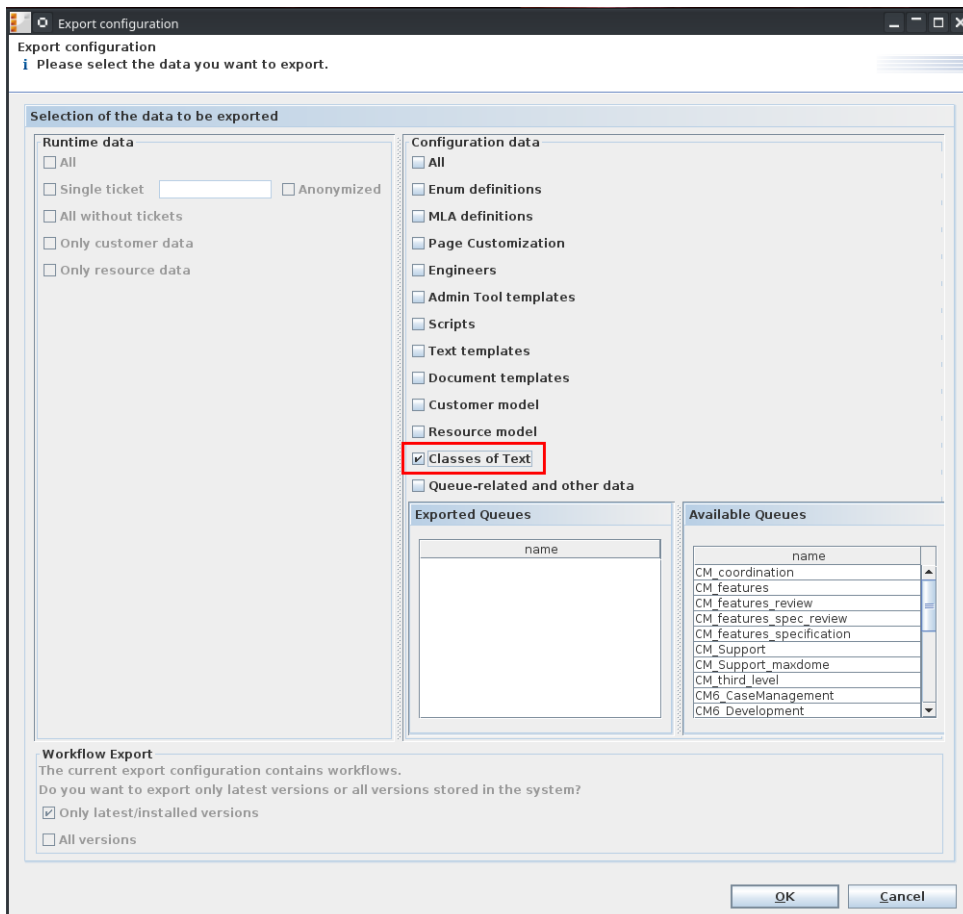 Export configuration
Export configuration
i Please select the data you want to export.
Selection of the data to be exported
Runtime data
All
Single ticket Anonymized
All without tickets
Only customer data
Only resource data
Configuration data
All
Enum definitions
MLA definitions
Page Customization
Engineers
Admin Tool templates
Scripts
Text templates
Document templates
Customer model
Resource model
Classes of Text
Queue-related and other data
Exported Queues
name
Available Queues
name
CM_coordination
CM_features
CM_features_review
CM_features_spec_review
CM_features_specification
CM_Support
CM_Support_maxdome
CM_third_level
CM6_CaseManagement
CM6_Development
Workflow Export
The current export configuration contains workflows.
Do you want to export only latest versions or all versions stored in the system?
Only latest/installed versions
All versions
OK
Cancel